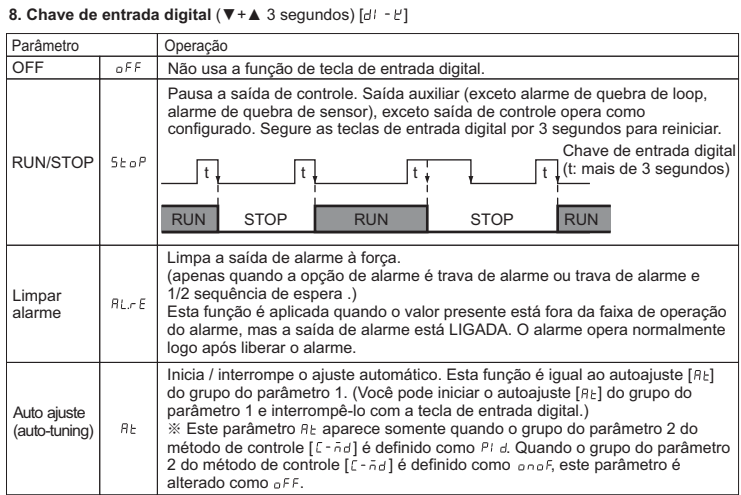 8. Chave de entrada digital (▼+▲ 3 segundos) [dI - K]
Parâmetro Operação
OFF oFF Não usa a função de tecla de entrada digital.
RUN/STOP StoP
Pausa a saída de controle. Saída auxiliar (exceto alarme de quebra de loop,
alarme de quebra de sensor), exceto saída de controle opera como
configurado. Segure as teclas de entrada digital por 3 segundos para reiniciar.
Chave de entrada digital
(t: mais de 3 segundos)
t t t t
RUN STOP RUN STOP RUN
Limpar
alarme
AL.rE
Limpa a saída de alarme à força.
(apenas quando a opção de alarme é trava de alarme ou trava de alarme e
1/2 sequência de espera .)
Esta função é aplicada quando o valor presente está fora da faixa de operação
do alarme, mas a saída de alarme está LIGADA. O alarme opera normalmente
logo após liberar o alarme.
Auto ajuste
(auto-tuning)
At
Inicia / interrompe o ajuste automático. Esta função é igual ao autoajuste [At]
do grupo do parâmetro 1. (Você pode iniciar o autoajuste [At] do grupo do
parâmetro 1 e interrompê-lo com a tecla de entrada digital.)
※ Este parâmetro At aparece somente quando o grupo do parâmetro 2 do
método de controle [C-ñd] é definido como PId. Quando o grupo do parâmetro
2 do método de controle [C-ñd] é definido como onoF, este parâmetro é
alterado como oFF.